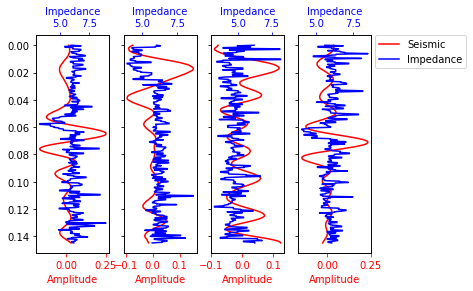 Impedance Impedance Impedance Impedance
5.0 7.5 5.0 7.5 5.0 7.5 5.0 7.5
0.00
0.02
0.04
0.06
0.08
0.10
0.12
0.14
0.00 0.25 −0.1 0.0 0.1 −0.1 0.0 0.1 0.00 0.25
Amplitude Amplitude Amplitude Amplitude
Seismic
Impedance